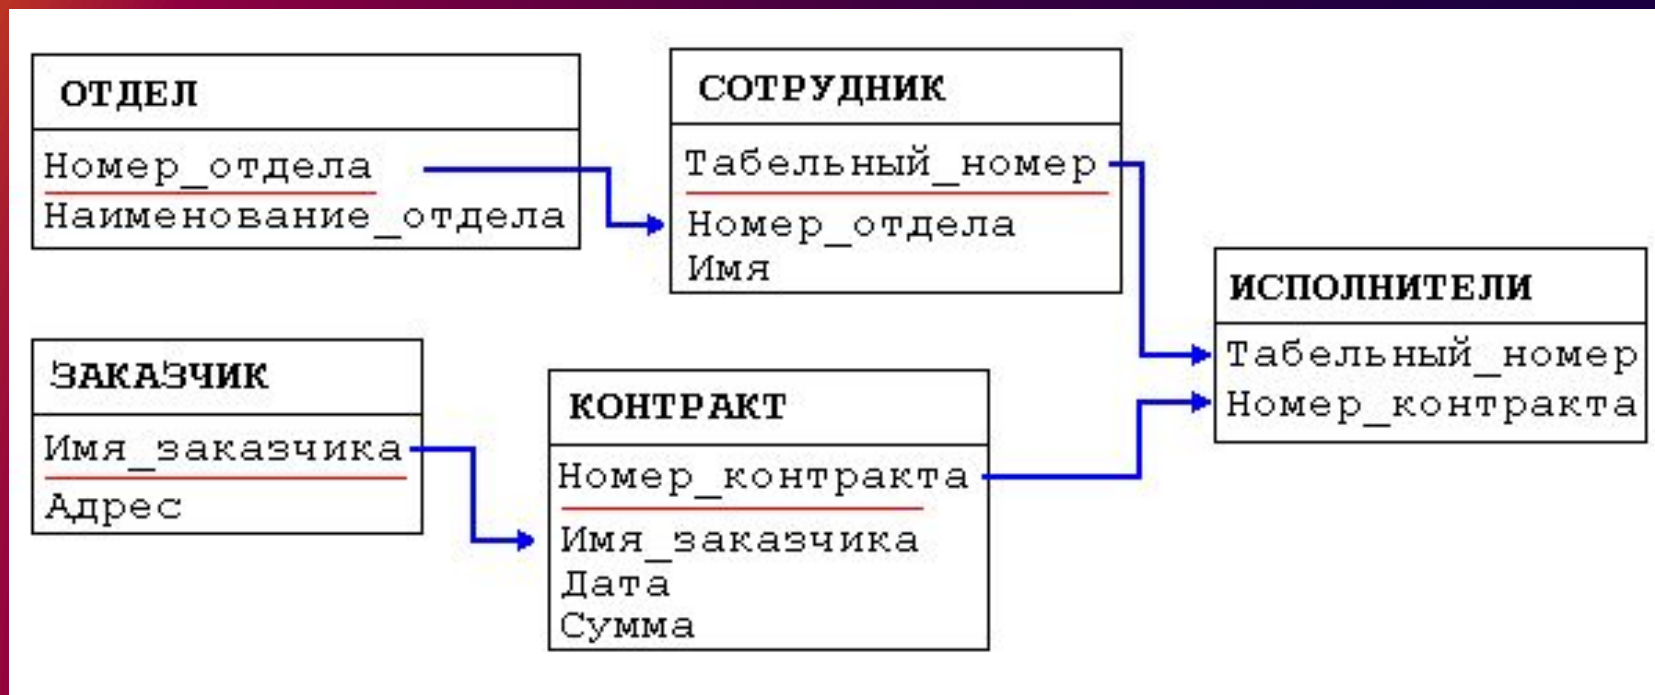 ОТДЕЛ
Номер_отдела
Наименование_отдела
СОТРУДНИК
Табельный_номер
Номер_отдела
Имя
ЗАКАЗЧИК
Имя_заказчика
Адрес
КОНТРАКТ
Номер_контракта
Имя_заказчика
Дата
Сумма
ИСПОЛНИТЕЛИ
Табельный_номер
Номер_контракта